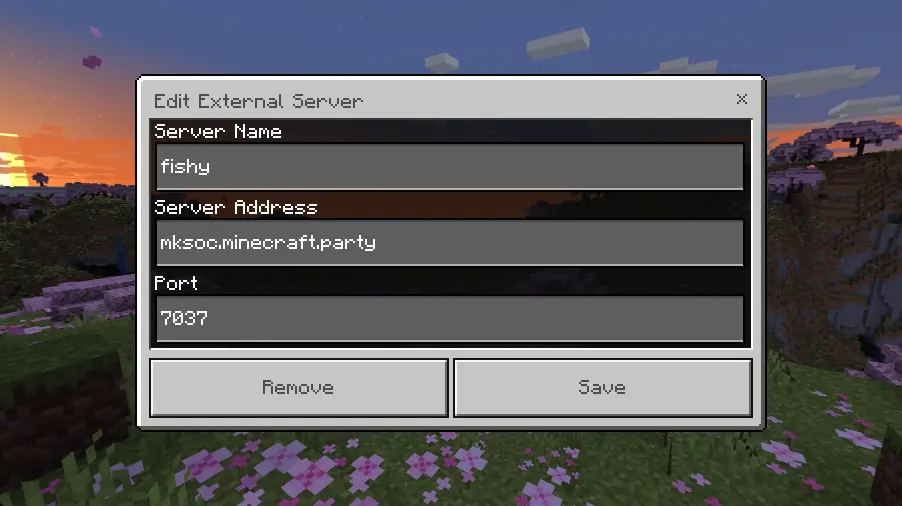 Edit External Server
Server Name
fishy
Server Address
mksoc.minecraft.party
Port
7037
Remove
Save